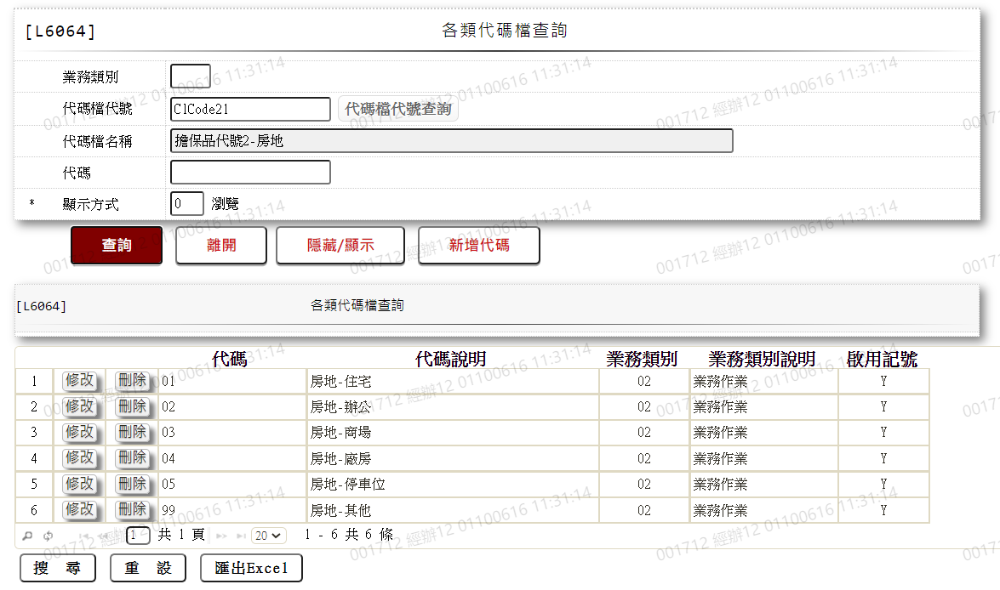 [L6064] 各類代碼檔查詢
業務類別
代碼檔代號 ClCode21 代碼檔代號查詢
代碼檔名稱 擔保品代號2-房地
代碼
* 顯示方式 0 瀏覽
查詢 離開 隱藏/顯示 新增代碼
[L6064] 各類代碼檔查詢
代碼 代碼說明 業務類別 業務類別說明 啟用記號
1 修改 刪除 01 房地-住宅 02 業務作業 Y
2 修改 刪除 02 房地-辦公 02 業務作業 Y
3 修改 刪除 03 房地-商場 02 業務作業 Y
4 修改 刪除 04 房地-廠房 02 業務作業 Y
5 修改 刪除 05 房地-停車位 02 業務作業 Y
6 修改 刪除 99 房地-其他 02 業務作業 Y
1 共 1 頁 20 1 - 6 共 6 條
搜 尋 重 設 匯出Excel
001712 經辦12 01100616 11:31:14